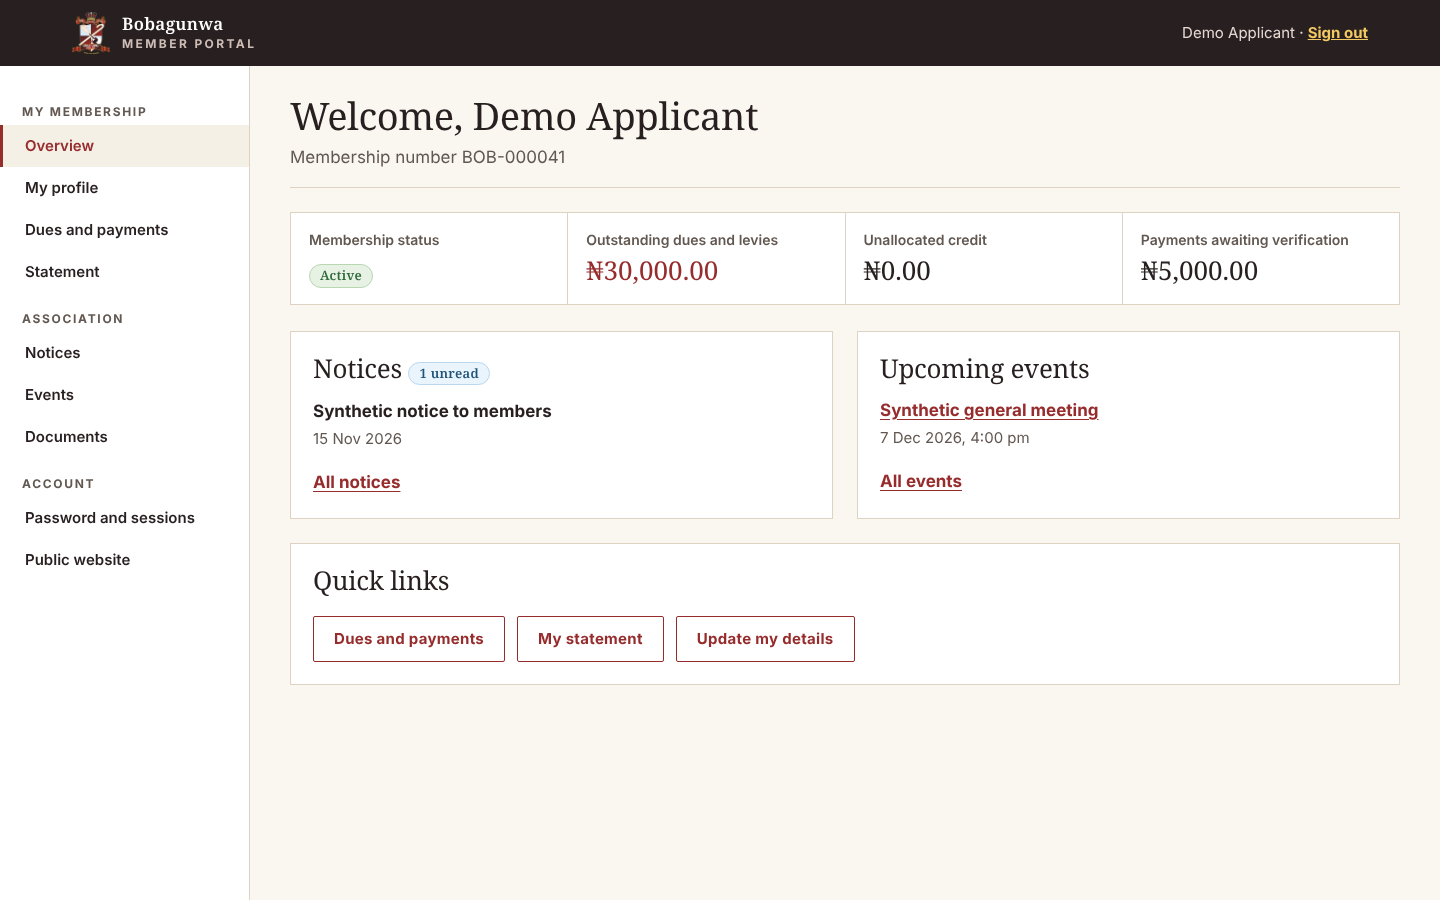 Bobagunwa
MEMBER PORTAL
Demo Applicant · Sign out
MY MEMBERSHIP
Overview
My profile
Dues and payments
Statement
ASSOCIATION
Notices
Events
Documents
ACCOUNT
Password and sessions
Public website
Welcome, Demo Applicant
Membership number BOB-000041
Membership status
Active
Outstanding dues and levies
₦30,000.00
Unallocated credit
₦0.00
Payments awaiting verification
₦5,000.00
Notices 1 unread
Synthetic notice to members
15 Nov 2026
All notices
Upcoming events
Synthetic general meeting
7 Dec 2026, 4:00 pm
All events
Quick links
Dues and payments
My statement
Update my details